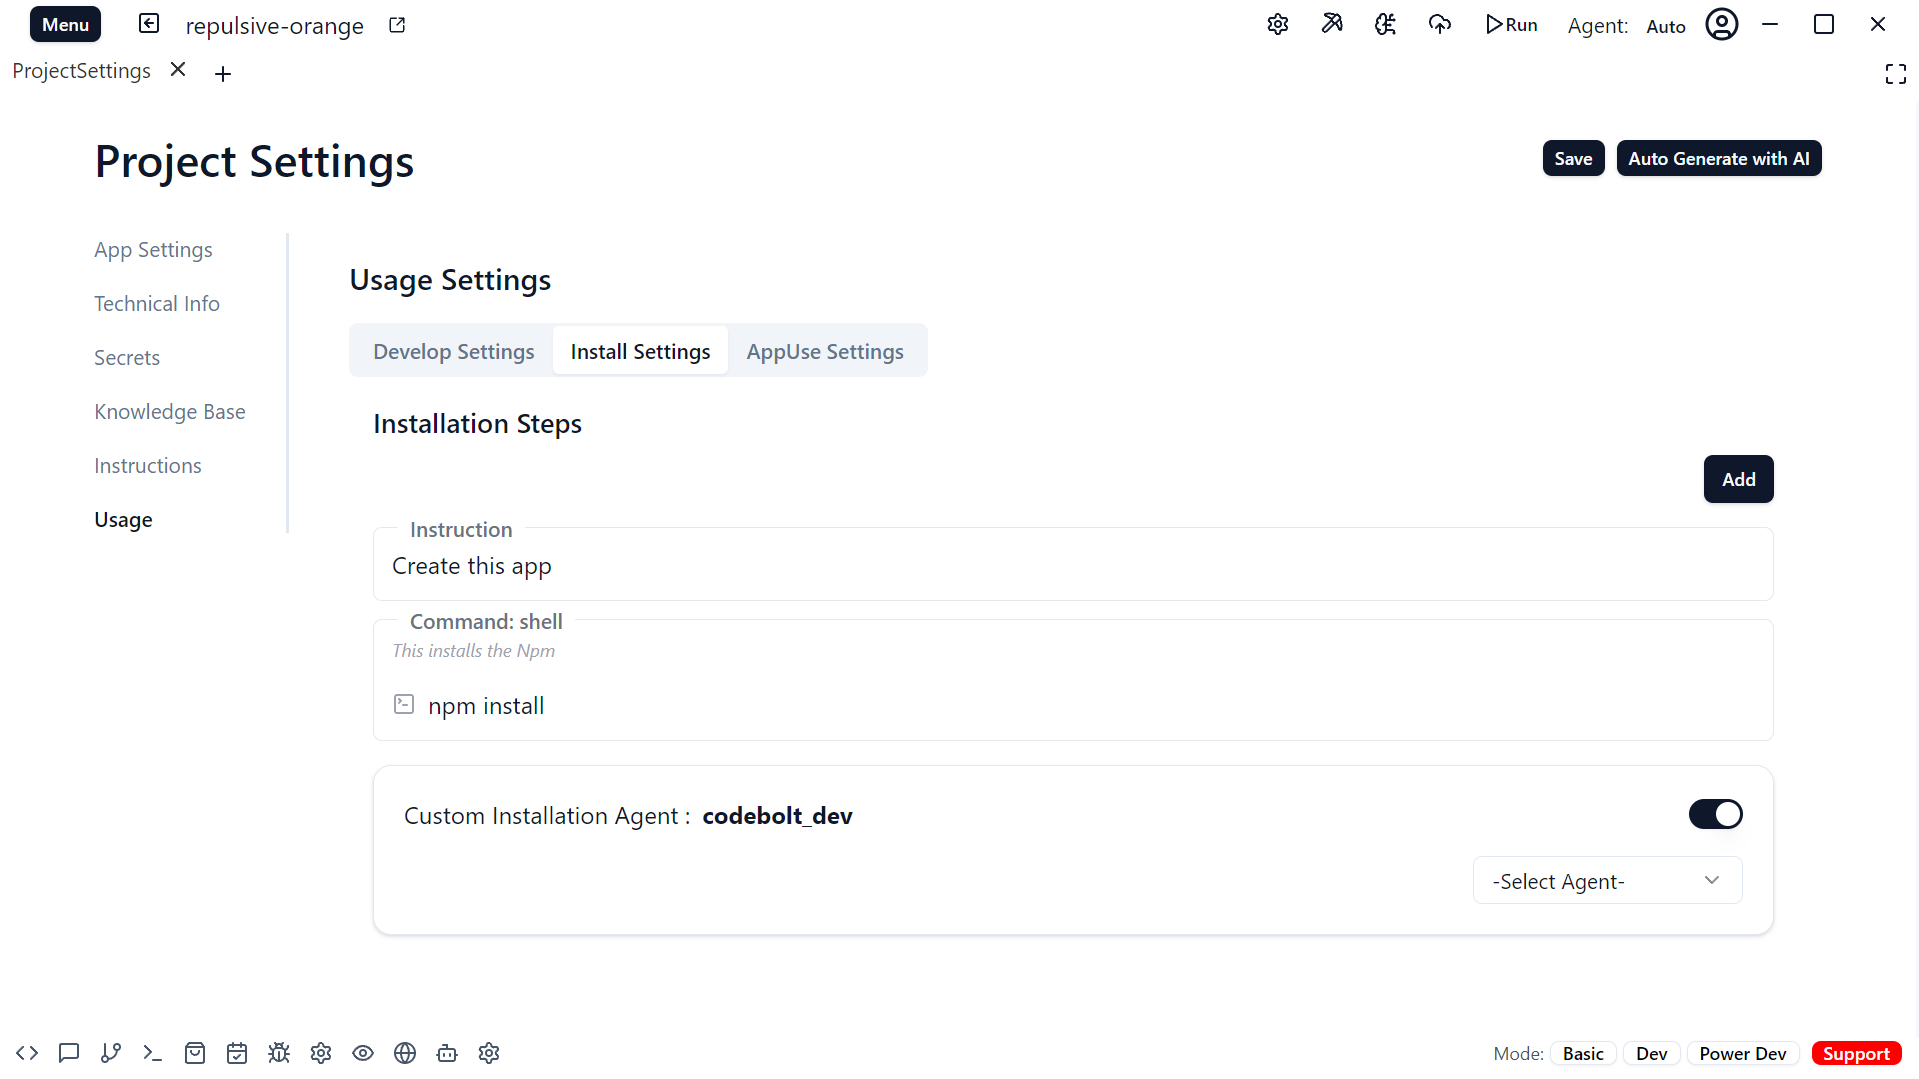 Menu repulsive-orange Run Agent: Auto
ProjectSettings
Project Settings
Save Auto Generate with AI
App Settings
Technical Info
Secrets
Knowledge Base
Instructions
Usage
Usage Settings
Develop Settings Install Settings AppUse Settings
Installation Steps
Add
Instruction
Create this app
Command: shell
This installs the Npm
npm install
Custom Installation Agent : codebolt_dev
-Select Agent-
Mode: Basic Dev Power Dev Support